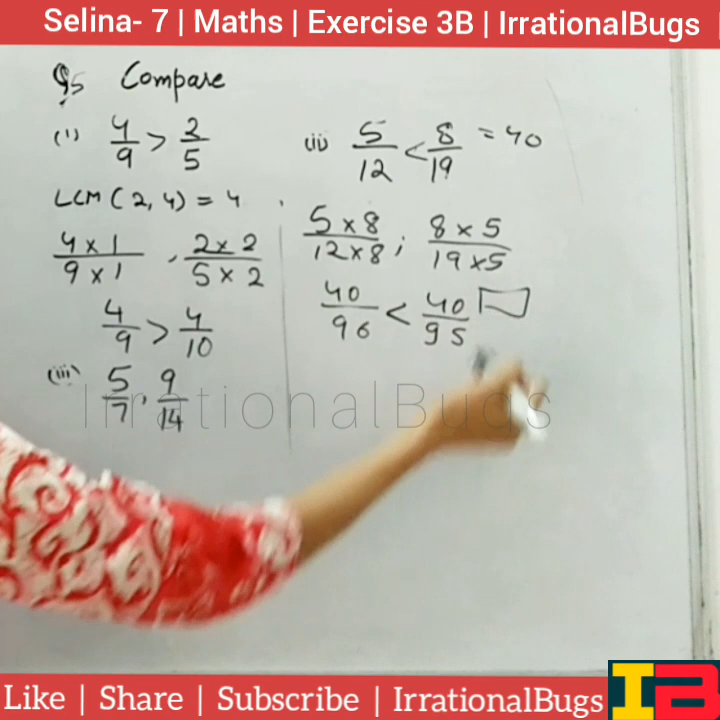 Selina- 7 | Maths | Exercise 3B | IrrationalBugs
Q5 Compare
(i) 4/9 > 2/5
LCM (2, 4) = 4
4 x 1 / 9 x 1 , 2 x 2 / 5 x 2
4/9 > 4/10
(ii) 5/12 < 8/19 = 40
5 x 8 / 12 x 8 ; 8 x 5 / 19 x 5
40/96 < 40/95
(iii) 5/7 , 9/14
IrrationalBugs
Like | Share | Subscribe | IrrationalBugs
IB